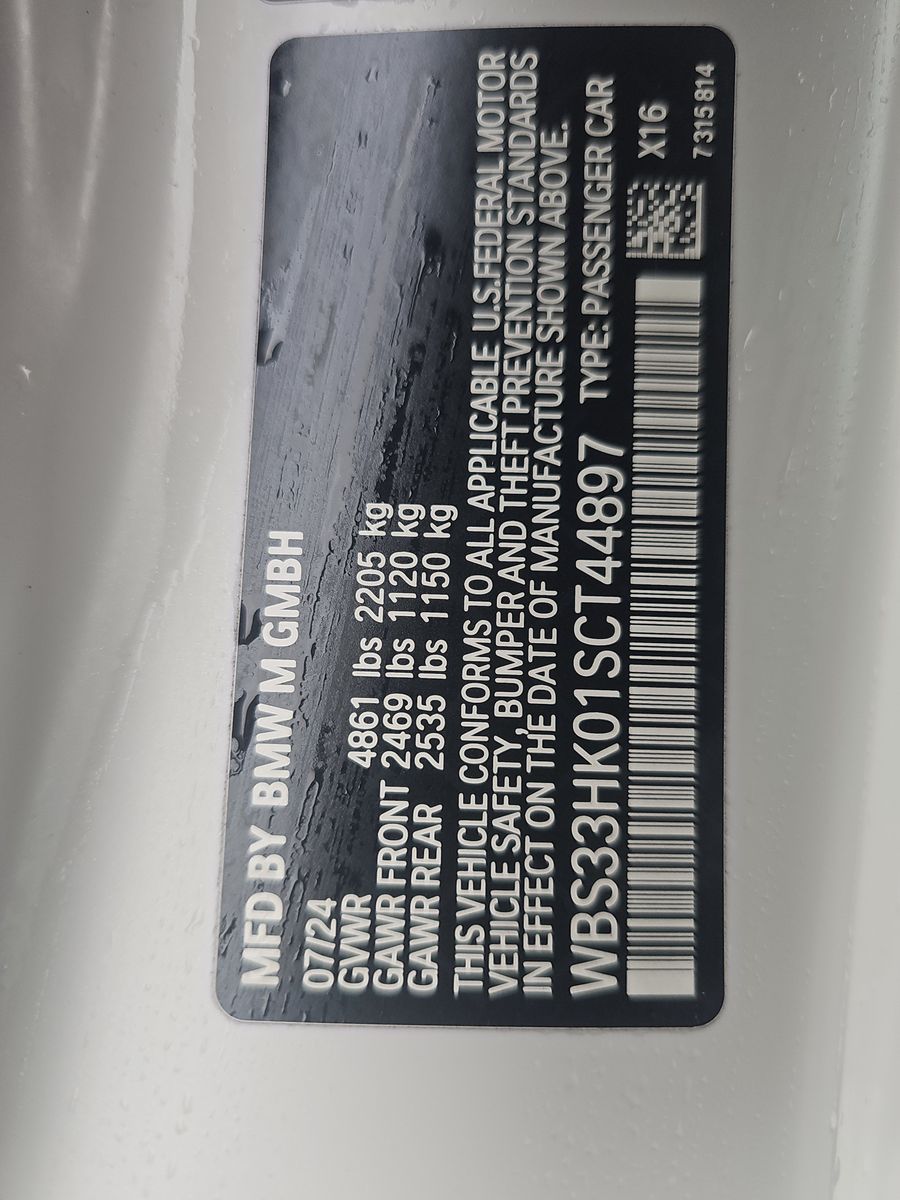 MFD BY BMW M GMBH
07/24
GVWR 4861 lbs 2205 kg
GAWR FRONT 2469 lbs 1120 kg
GAWR REAR 2535 lbs 1150 kg
THIS VEHICLE CONFORMS TO ALL APPLICABLE U.S.FEDERAL MOTOR
VEHICLE SAFETY, BUMPER AND THEFT PREVENTION STANDARDS
IN EFFECT ON THE DATE OF MANUFACTURE SHOWN ABOVE.
WBS33HK01SCT44897 TYPE: PASSENGER CAR
X16
7 315 814